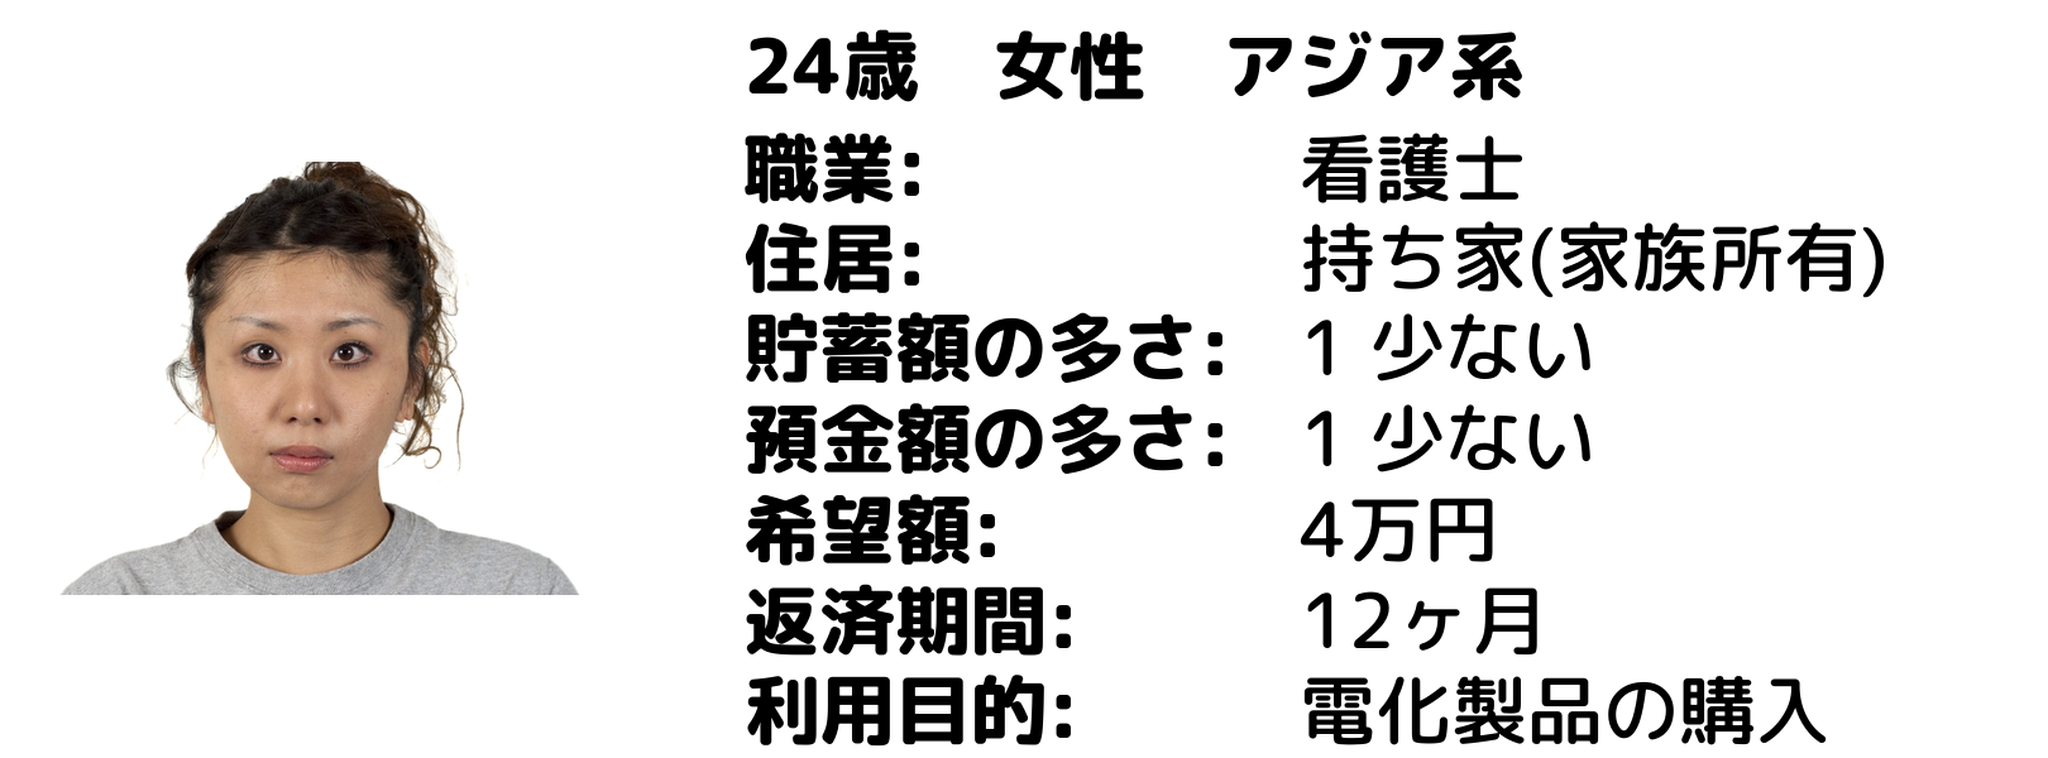 24歳　女性　アジア系
職業:　看護士
住居:　持ち家(家族所有)
貯蓄額の多さ:　1 少ない
預金額の多さ:　1 少ない
希望額:　4万円
返済期間:　12ヶ月
利用目的:　電化製品の購入